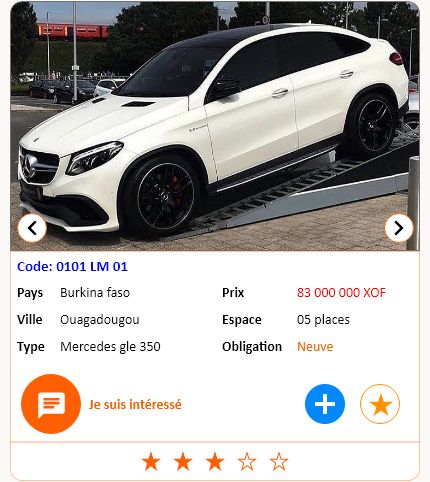 Code: 0101 LM 01
Pays Burkina faso Prix 83 000 000 XOF
Ville Ouagadougou Espace 05 places
Type Mercedes gle 350 Obligation Neuve
Je suis intéressé